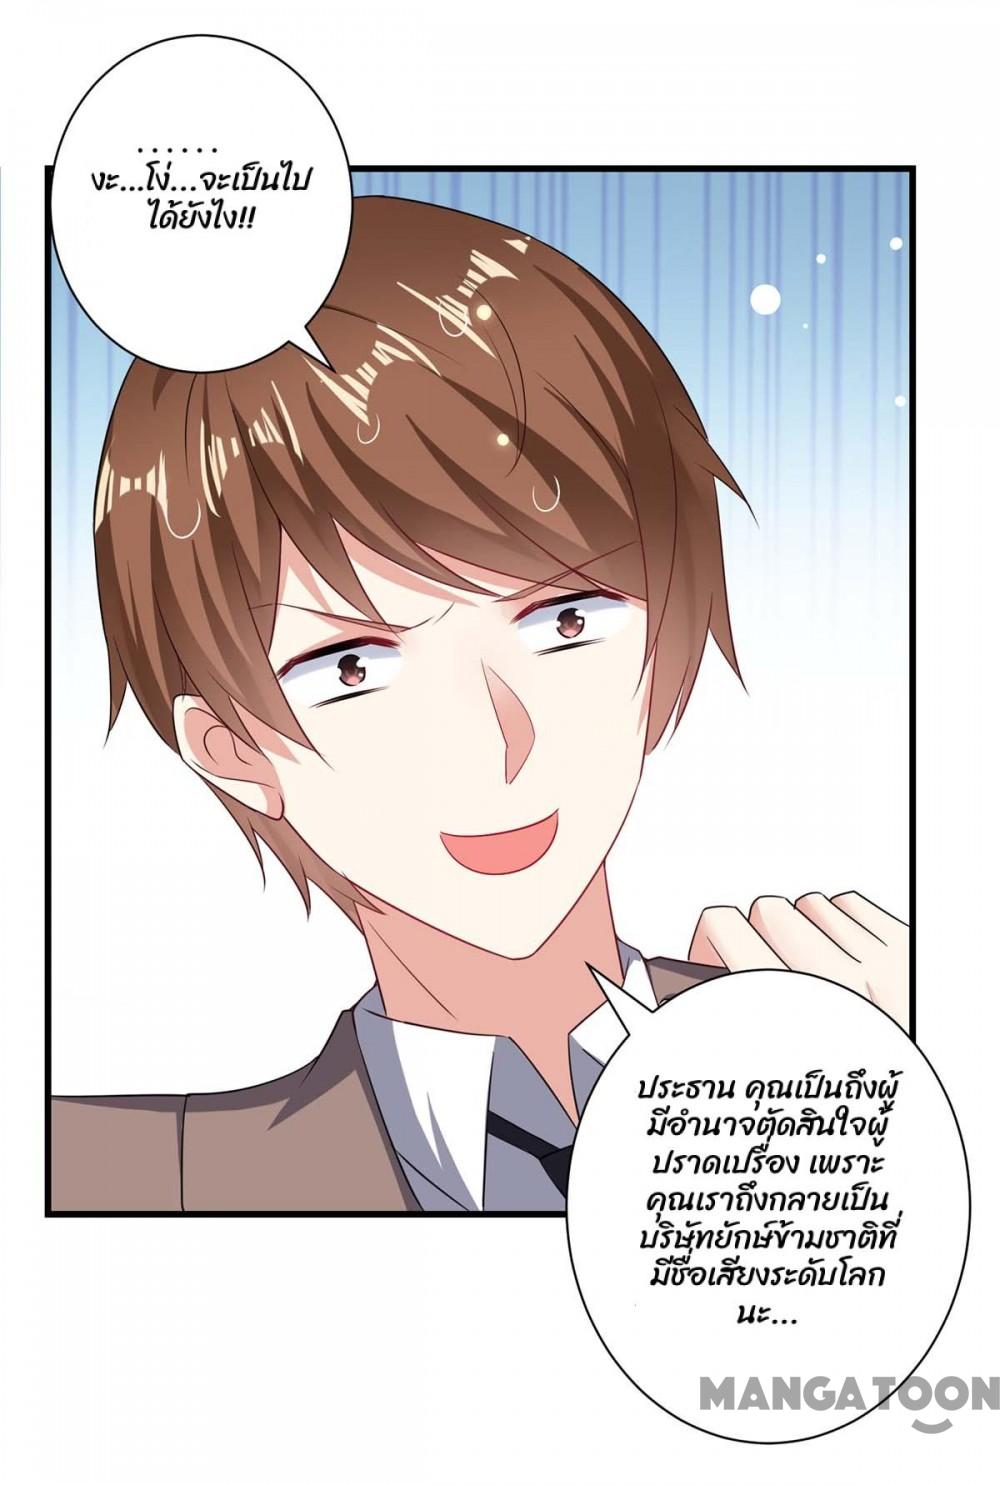 ......
งะ...โง่...จะเป็นไป
ได้ยังไง!!
ประธาน คุณเป็นถึงผู้
มีอำนาจตัดสินใจผู้
ปราดเปรื่อง เพราะ
คุณเราถึงกลายเป็น
บริษัทยักษ์ข้ามชาติที่
มีชื่อเสียงระดับโลก
นะ...
MANGATOON